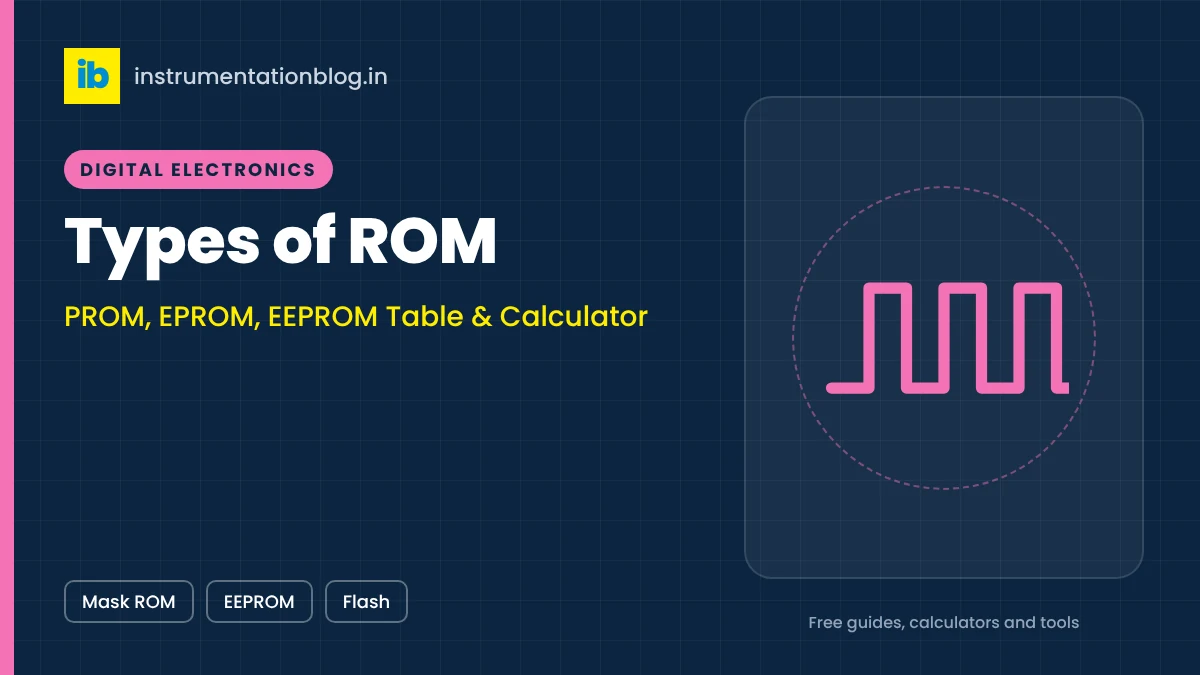 ib
instrumentationblog.in
DIGITAL ELECTRONICS
Types of ROM
PROM, EPROM, EEPROM Table & Calculator
Mask ROM
EEPROM
Flash
Free guides, calculators and tools